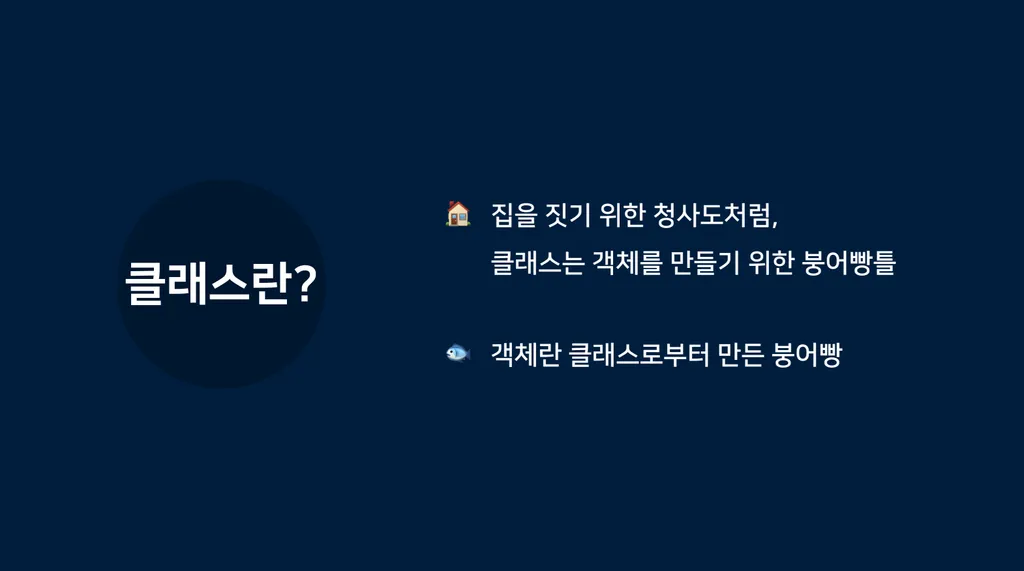 클래스란?
🏠 집을 짓기 위한 청사도처럼,
클래스는 객체를 만들기 위한 붕어빵틀
🐟 객체란 클래스로부터 만든 붕어빵